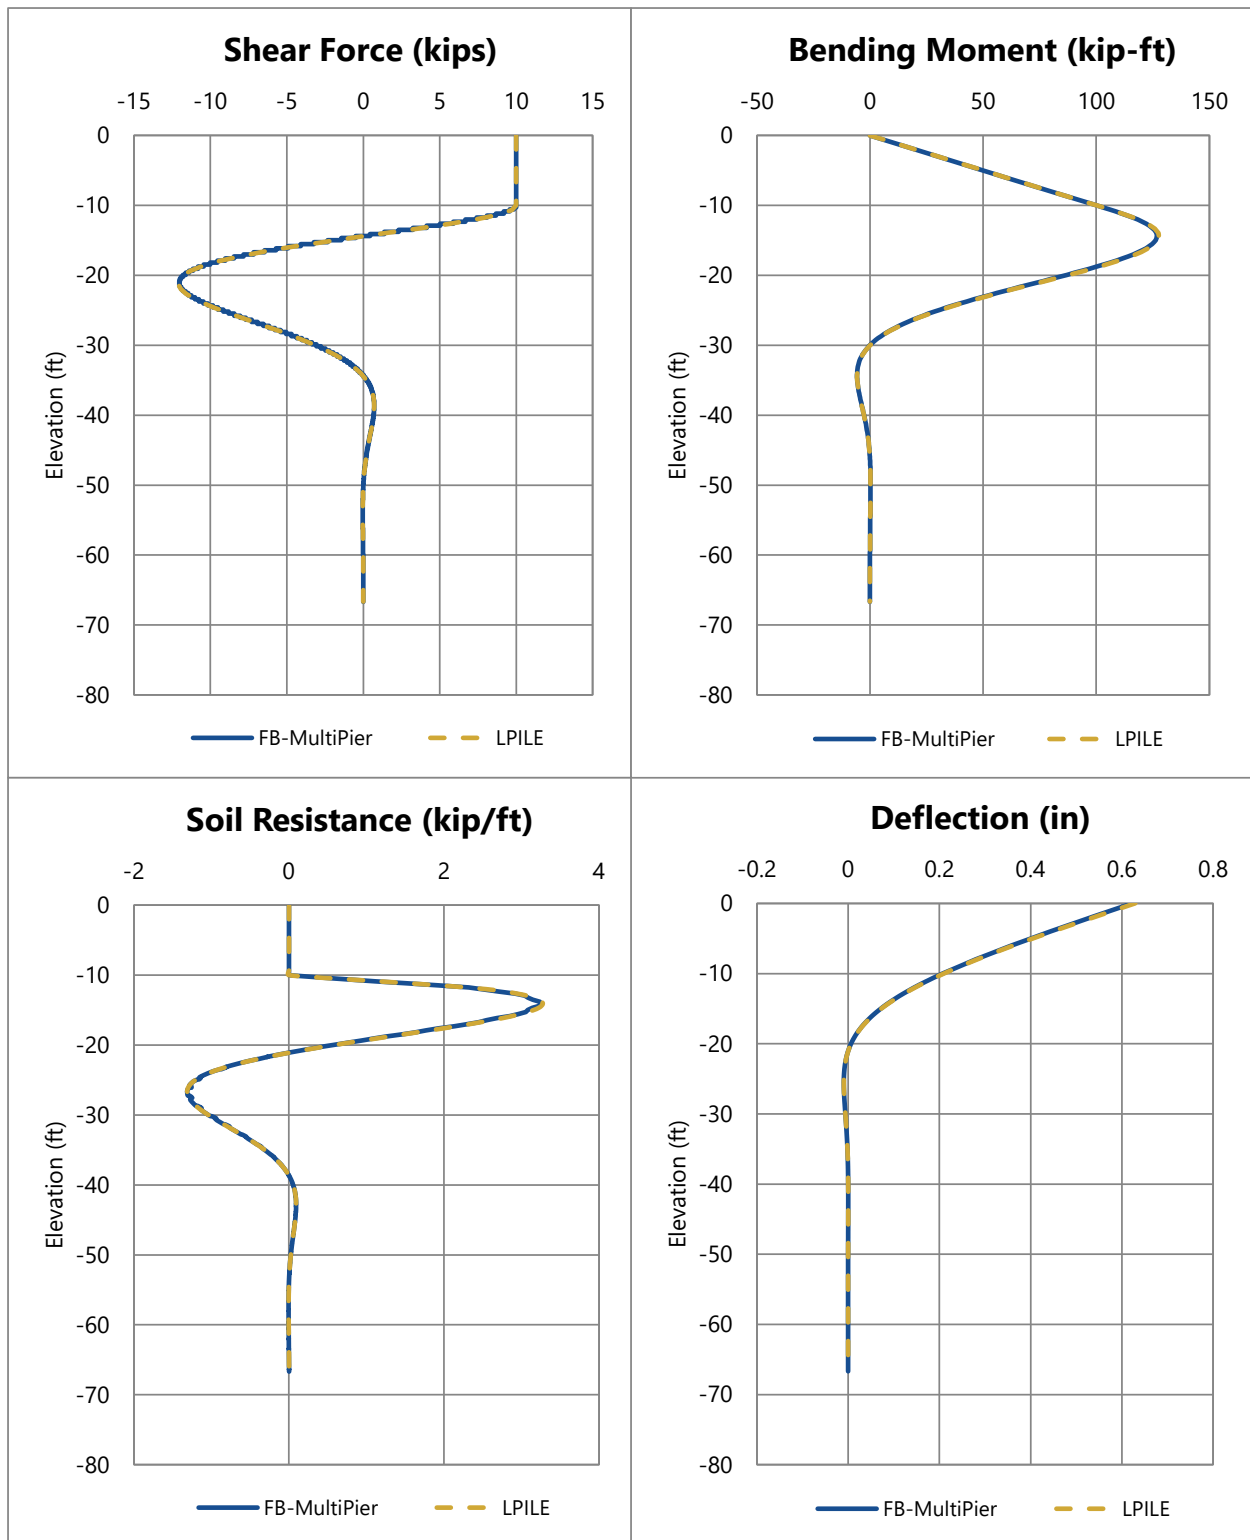 Shear Force (kips)
-15 -10 -5 0 5 10 15
0
-10
-20
-30
-40
-50
-60
-70
-80
Elevation (ft)
FB-MultiPier LPILE
Bending Moment (kip-ft)
-50 0 50 100 150
0
-10
-20
-30
-40
-50
-60
-70
-80
Elevation (ft)
FB-MultiPier LPILE
Soil Resistance (kip/ft)
-2 0 2 4
0
-10
-20
-30
-40
-50
-60
-70
-80
Elevation (ft)
FB-MultiPier LPILE
Deflection (in)
-0.2 0 0.2 0.4 0.6 0.8
0
-10
-20
-30
-40
-50
-60
-70
-80
Elevation (ft)
FB-MultiPier LPILE